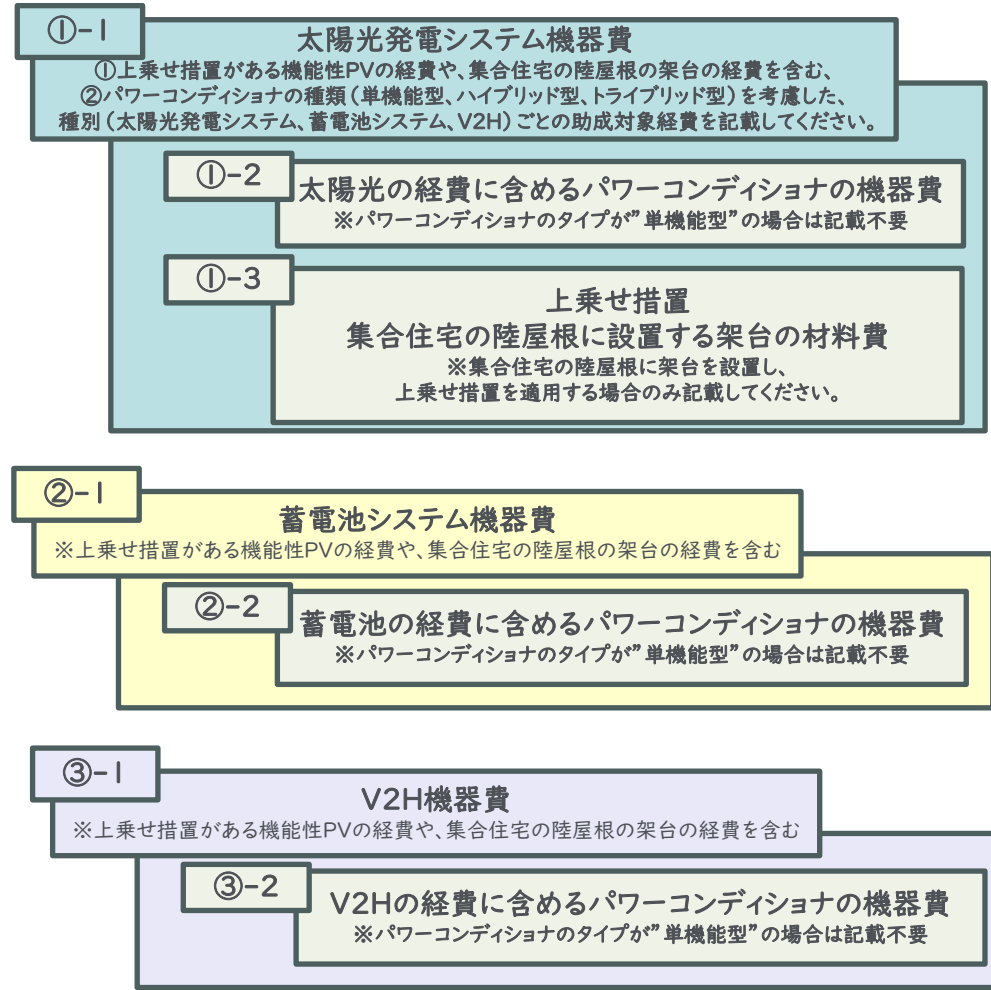 ①-1
太陽光発電システム機器費
①上乗せ措置がある機能性PVの経費や、集合住宅の陸屋根の架台の経費を含む、
②パワーコンディショナの種類(単機能型、ハイブリッド型、トライブリッド型)を考慮した、
種別(太陽光発電システム、蓄電池システム、V2H)ごとの助成対象経費を記載してください。
①-2
太陽光の経費に含めるパワーコンディショナの機器費
※パワーコンディショナのタイプが”単機能型”の場合は記載不要
①-3
上乗せ措置
集合住宅の陸屋根に設置する架台の材料費
※集合住宅の陸屋根に架台を設置し、
上乗せ措置を適用する場合のみ記載してください。
②-1
蓄電池システム機器費
※上乗せ措置がある機能性PVの経費や、集合住宅の陸屋根の架台の経費を含む
②-2
蓄電池の経費に含めるパワーコンディショナの機器費
※パワーコンディショナのタイプが”単機能型”の場合は記載不要
③-1
V2H機器費
※上乗せ措置がある機能性PVの経費や、集合住宅の陸屋根の架台の経費を含む
③-2
V2Hの経費に含めるパワーコンディショナの機器費
※パワーコンディショナのタイプが”単機能型”の場合は記載不要